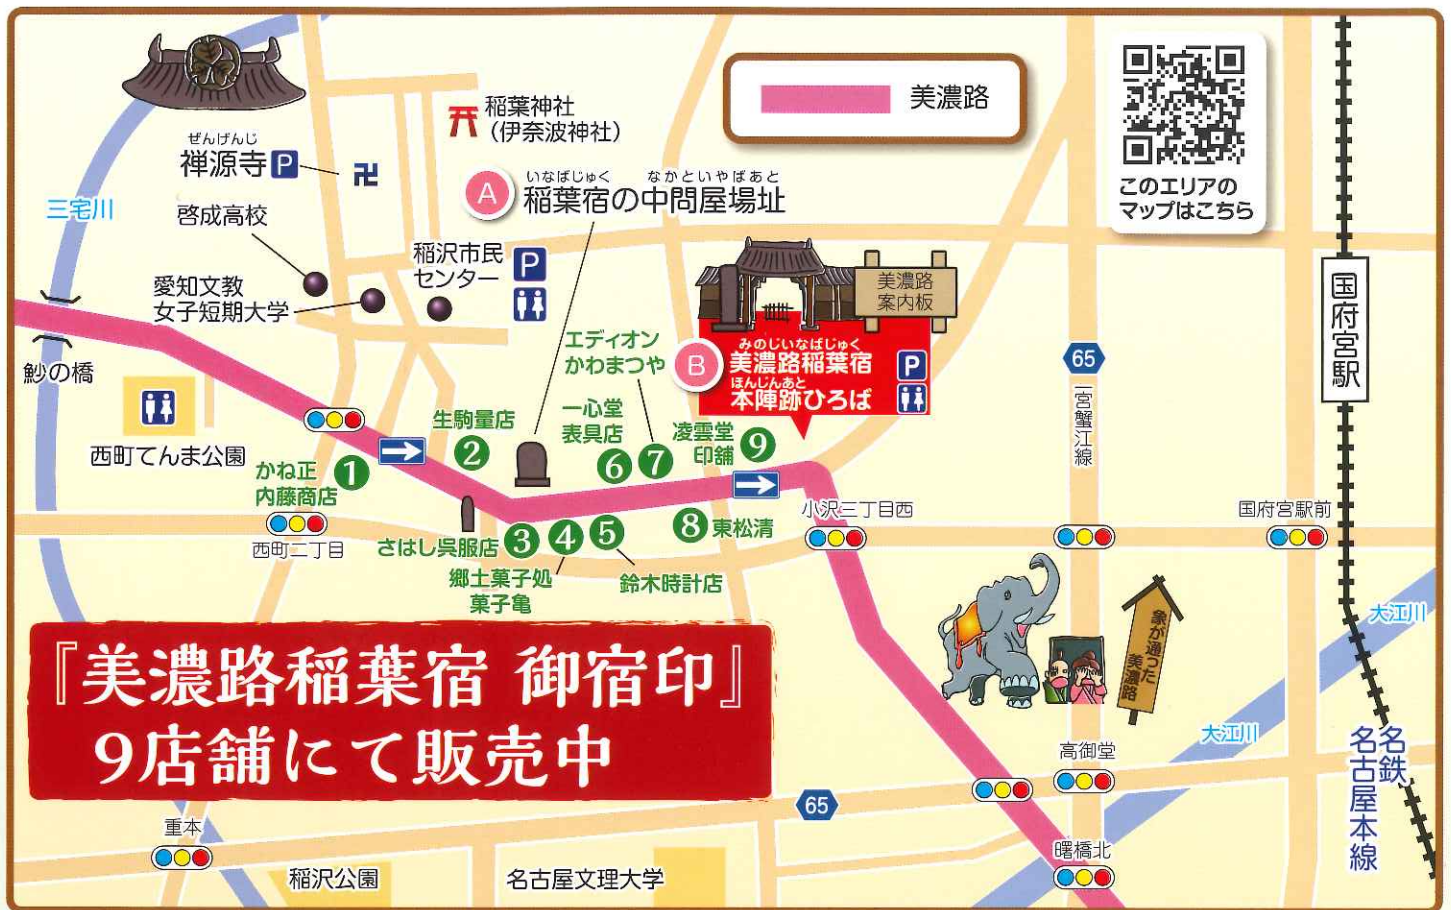 美濃路
このエリアの
マップはこちら
稲葉神社
（伊奈波神社）
ぜんげんじ
禅源寺 P
卍
三宅川
啓成高校
A
いなばじゅく なかといやばあと
稲葉宿の中問屋場址
稲沢市民
センター
P
愛知文教
女子短期大学
美濃路
案内板
B
みのじいなばじゅく
美濃路稲葉宿
ほんじんあと
本陣跡ひろば
P
国府宮駅
65
一宮蟹江線
鯋の橋
西町てんま公園
エディオン
かわまつや
一心堂
表具店
生駒量店
凌雲堂
印舗
かね正
内藤商店
1
2
6
7
9
西町二丁目
さはし呉服店
3
4
5
8
東松清
郷土菓子処
菓子亀
鈴木時計店
小沢三丁目西
国府宮駅前
象が通った
美濃路
大江川
大江川
『美濃路稲葉宿 御宿印』
9店舗にて販売中
名鉄
名古屋本線
高御堂
65
重本
曙橋北
稲沢公園
名古屋文理大学